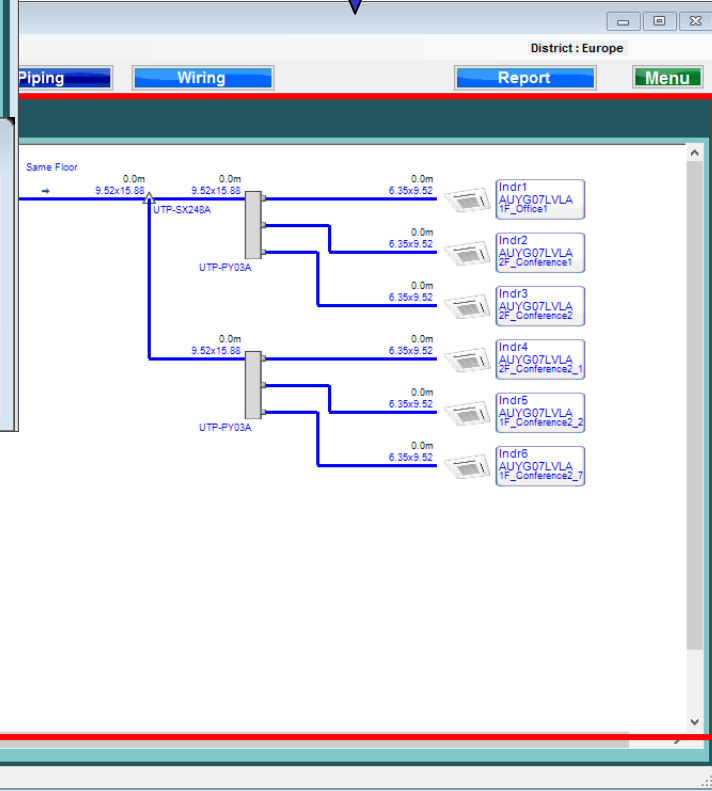 District : Europe
Piping Wiring Report Menu
Same Floor
0.0m
9.52x15.88
0.0m
9.52x15.88
UTP-SX248A
UTP-PY03A
0.0m
6.35x9.52
Indr1
AUYG07LVLA
1F_Office1
0.0m
6.35x9.52
Indr2
AUYG07LVLA
2F_Conference1
0.0m
6.35x9.52
Indr3
AUYG07LVLA
2F_Conference2
0.0m
9.52x15.88
UTP-PY03A
0.0m
6.35x9.52
Indr4
AUYG07LVLA
2F_Conference2_1
0.0m
6.35x9.52
Indr5
AUYG07LVLA
1F_Conference2_2
0.0m
6.35x9.52
Indr6
AUYG07LVLA
1F_Conference2_7